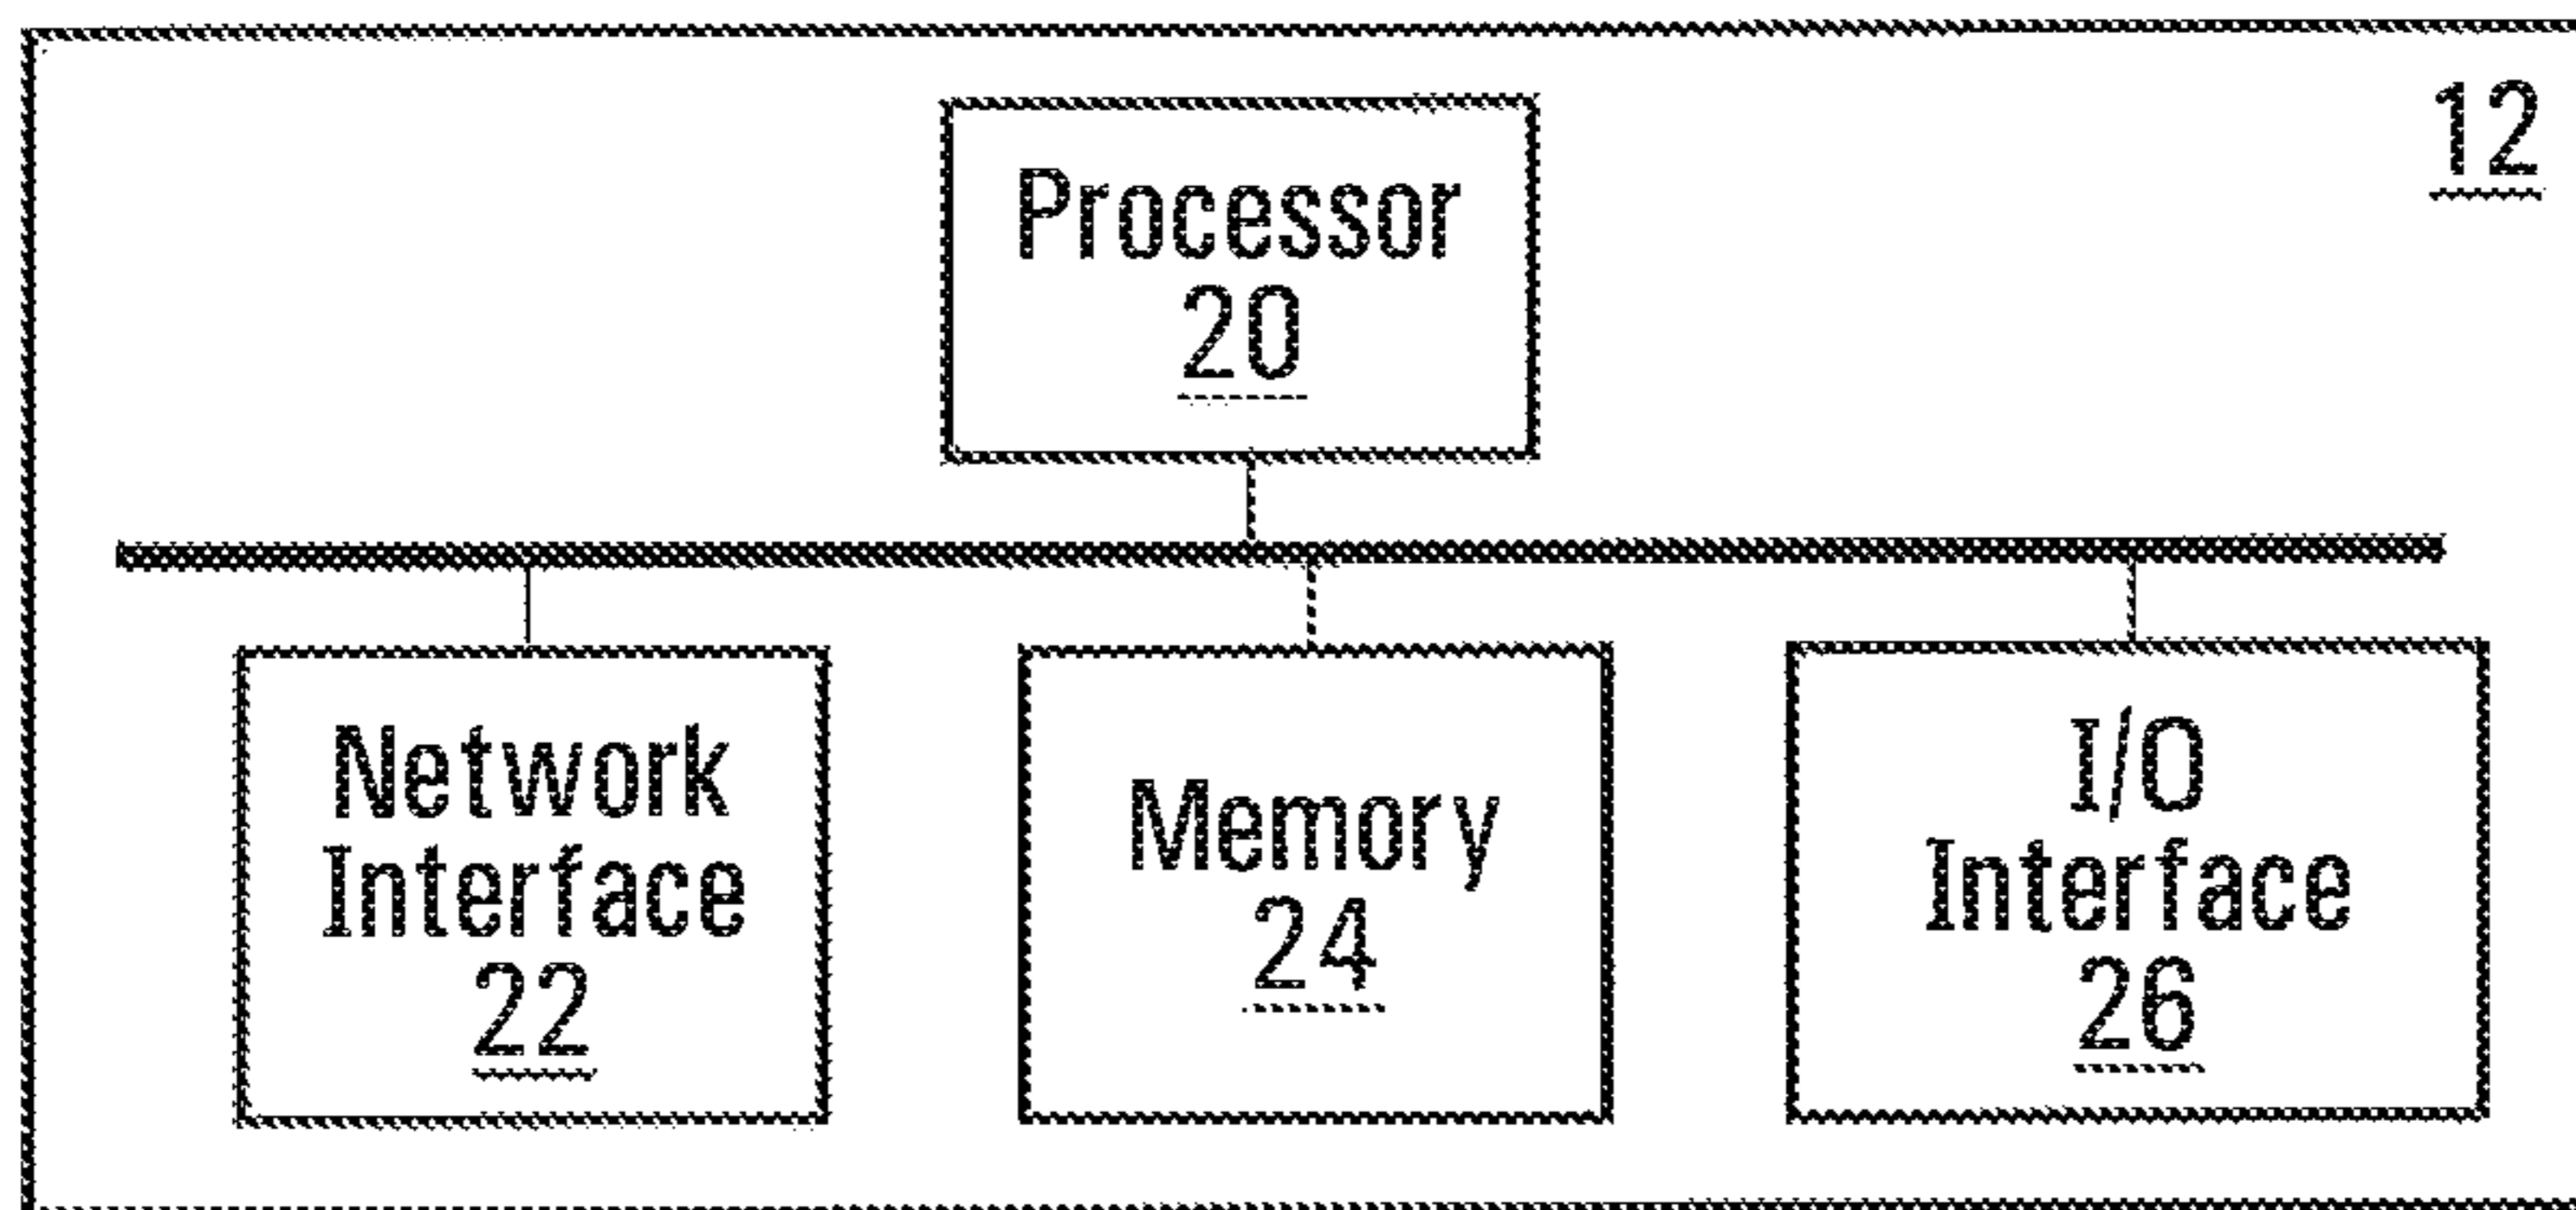 12
Processor
20
Network
Interface
22
Memory
24
I/O
Interface
26